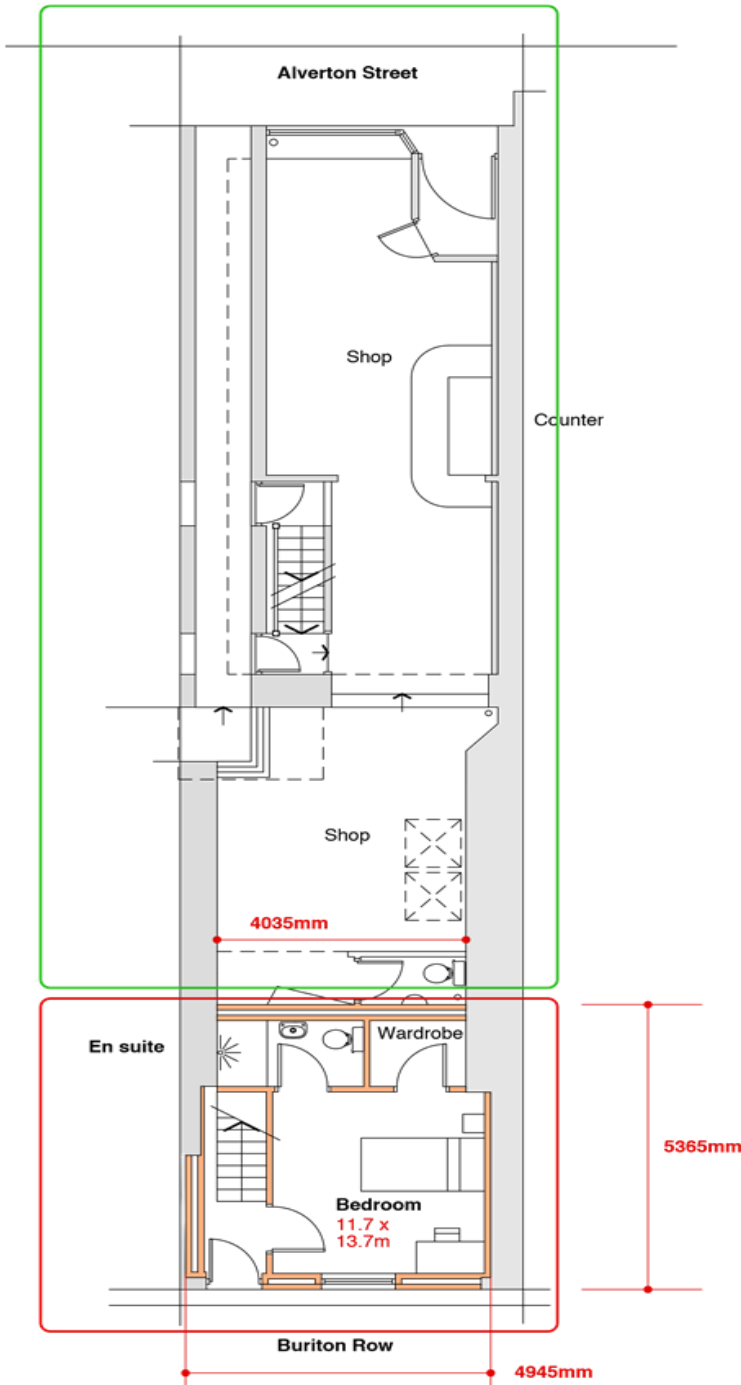 Alverton Street
Shop
Counter
Shop
4035mm
En suite
Wardrobe
5365mm
Bedroom
11.7 x
13.7m
Buriton Row
4945mm